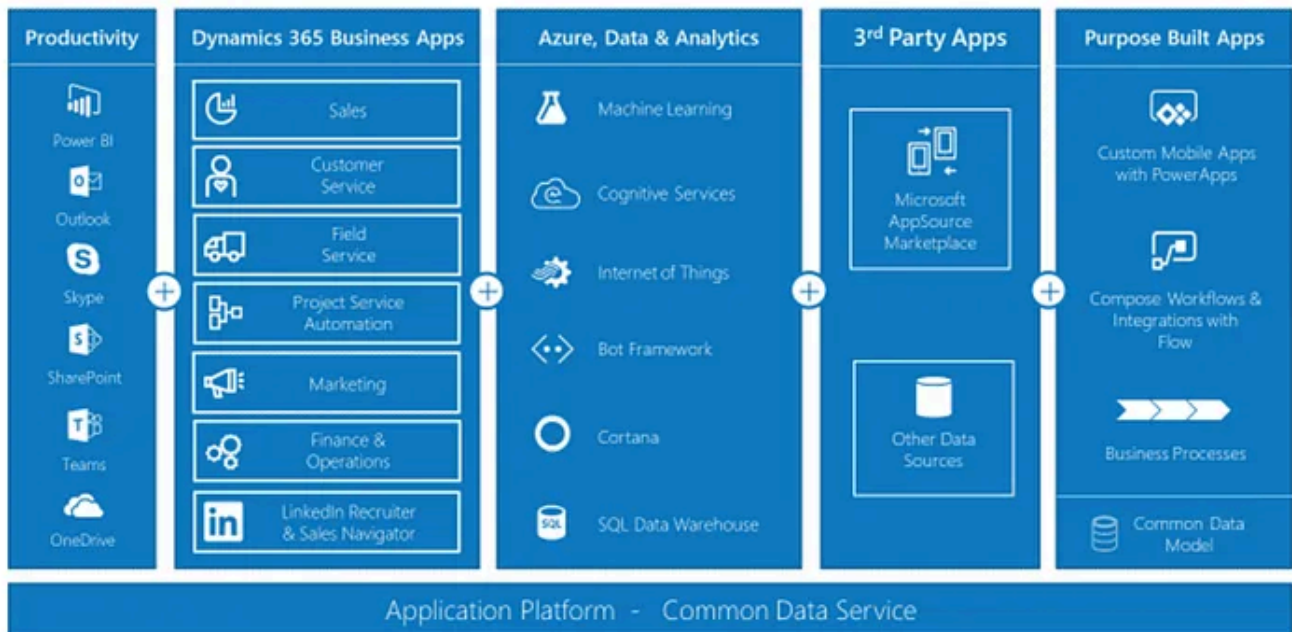 Productivity
Power BI
Outlook
Skype
SharePoint
Teams
OneDrive
Dynamics 365 Business Apps
Sales
Customer
Service
Field
Service
Project Service
Automation
Marketing
Finance &
Operations
in
LinkedIn Recruiter
& Sales Navigator
Azure, Data & Analytics
Machine Learning
Cognitive Services
Internet of Things
Bot Framework
Cortana
SQL
SQL Data Warehouse
3rd Party Apps
Microsoft
AppSource
Marketplace
Other Data
Sources
Purpose Built Apps
Custom Mobile Apps
with PowerApps
Compose Workflows &
Integrations with
Flow
Business Processes
Common Data
Model
Application Platform - Common Data Service